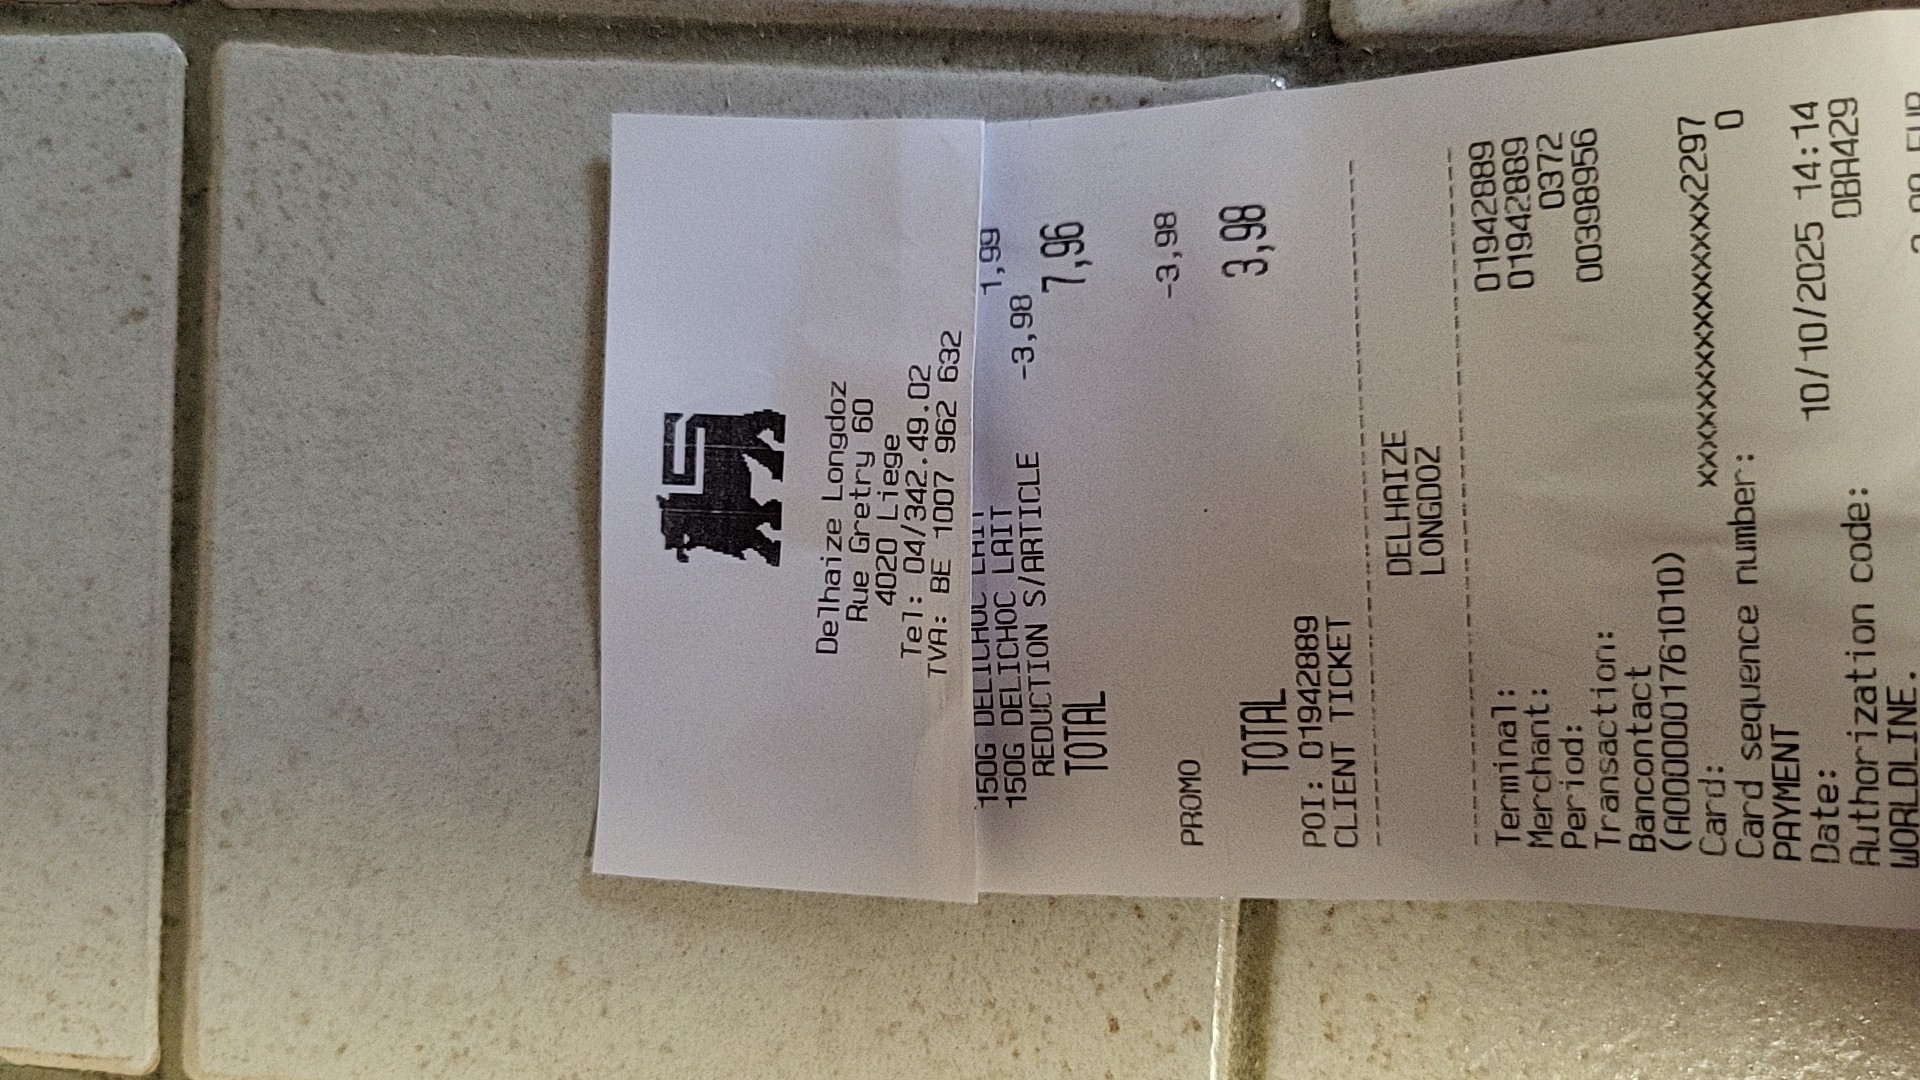 Delhaize Longdoz
Rue Gretry 60
4020 Liege
Tel: 04/342.49.02
TVA: BE 1007 962 632
150G DELICHOC LAIT
150G DELICHOC LAIT 1,99
REDUCTION S/ARTICLE -3,98
TOTAL 7,96
PROMO -3,98
TOTAL 3,98
POI: 01942889
CLIENT TICKET
DELHAIZE
LONGDOZ
Terminal: 01942889
Merchant: 01942889
Period: 0372
Transaction: 00398956
Bancontact
(A0000001761010)
Card: xxxxxxxxxxxxxxx2297
Card sequence number: 0
PAYMENT
Date: 10/10/2025 14:14
Authorization code: 0BA429
WORLDLINE.